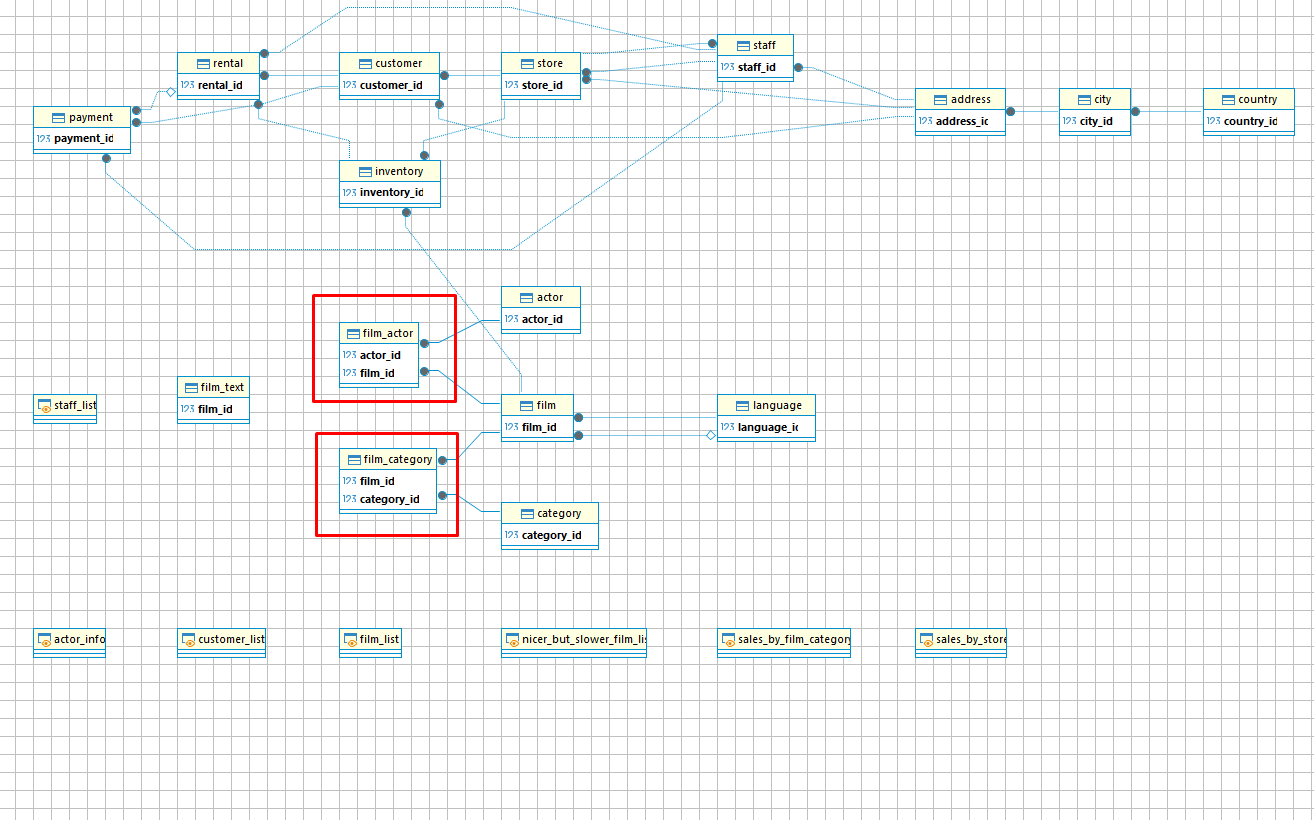 staff
123 staff_id
rental
123 rental_id
customer
123 customer_id
store
123 store_id
address
123 address_ic
city
123 city_id
country
123 country_id
payment
123 payment_id
inventory
123 inventory_id
actor
123 actor_id
film_actor
123 actor_id
123 film_id
film_text
123 film_id
staff_list
film
123 film_id
language
123 language_ic
film_category
123 film_id
123 category_id
category
123 category_id
actor_info
customer_list
film_list
nicer_but_slower_film_lis
sales_by_film_category
sales_by_store